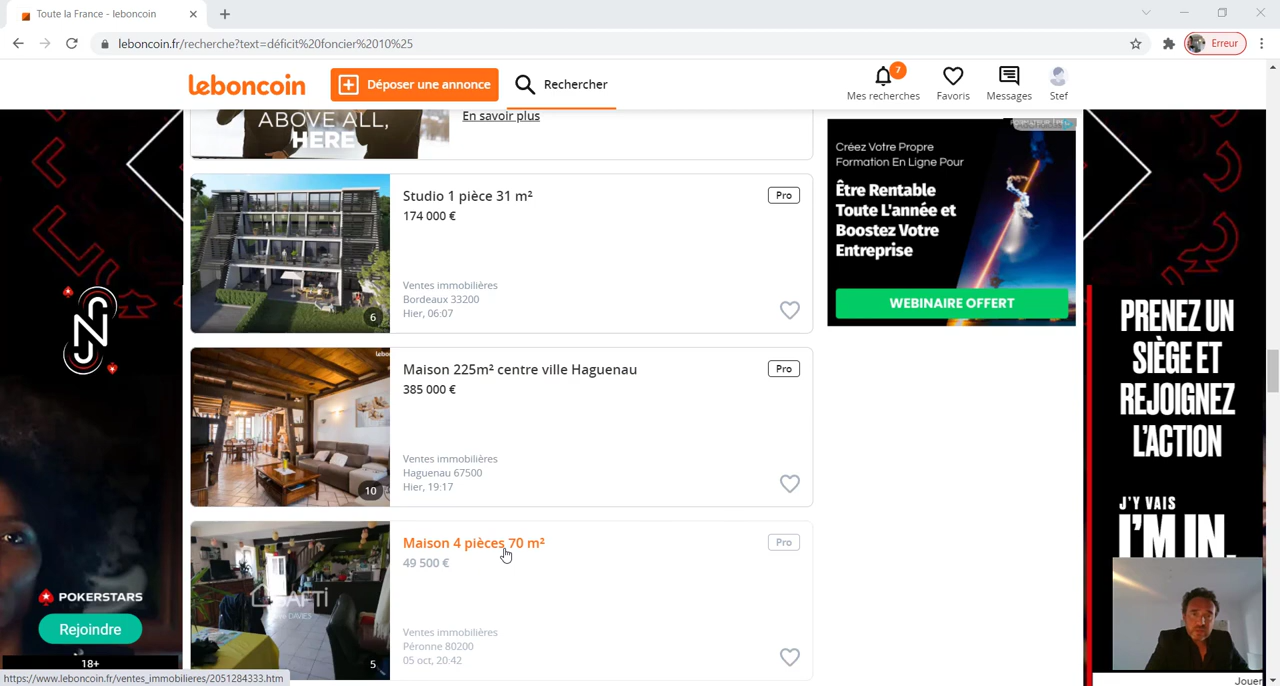 Toute la France - leboncoin
leboncoin.fr/recherche?text=déficit%20foncier%2010%25
Erreur
leboncoin
Déposer une annonce
Rechercher
7
Mes recherches
Favoris
Messages
Stef
ABOVE ALL,
HERE
En savoir plus
Studio 1 pièce 31 m²
Pro
174 000 €
Ventes immobilières
Bordeaux 33200
Hier, 06:07
6
Maison 225m² centre ville Haguenau
Pro
385 000 €
Ventes immobilières
Haguenau 67500
Hier, 19:17
10
Maison 4 pièces 70 m²
Pro
49 500 €
Ventes immobilières
Péronne 80200
05 oct, 20:42
SAFTI
DAVIES
5
Créez Votre Propre
Formation En Ligne Pour
Être Rentable
Toute L'année et
Boostez Votre
Entreprise
WEBINAIRE OFFERT
POKERSTARS
Rejoindre
18+
PRENEZ UN
SIÈGE ET
REJOIGNEZ
L'ACTION
J'Y VAIS
I'M IN.
Jouer
https://www.leboncoin.fr/ventes_immobilieres/2051284333.htm